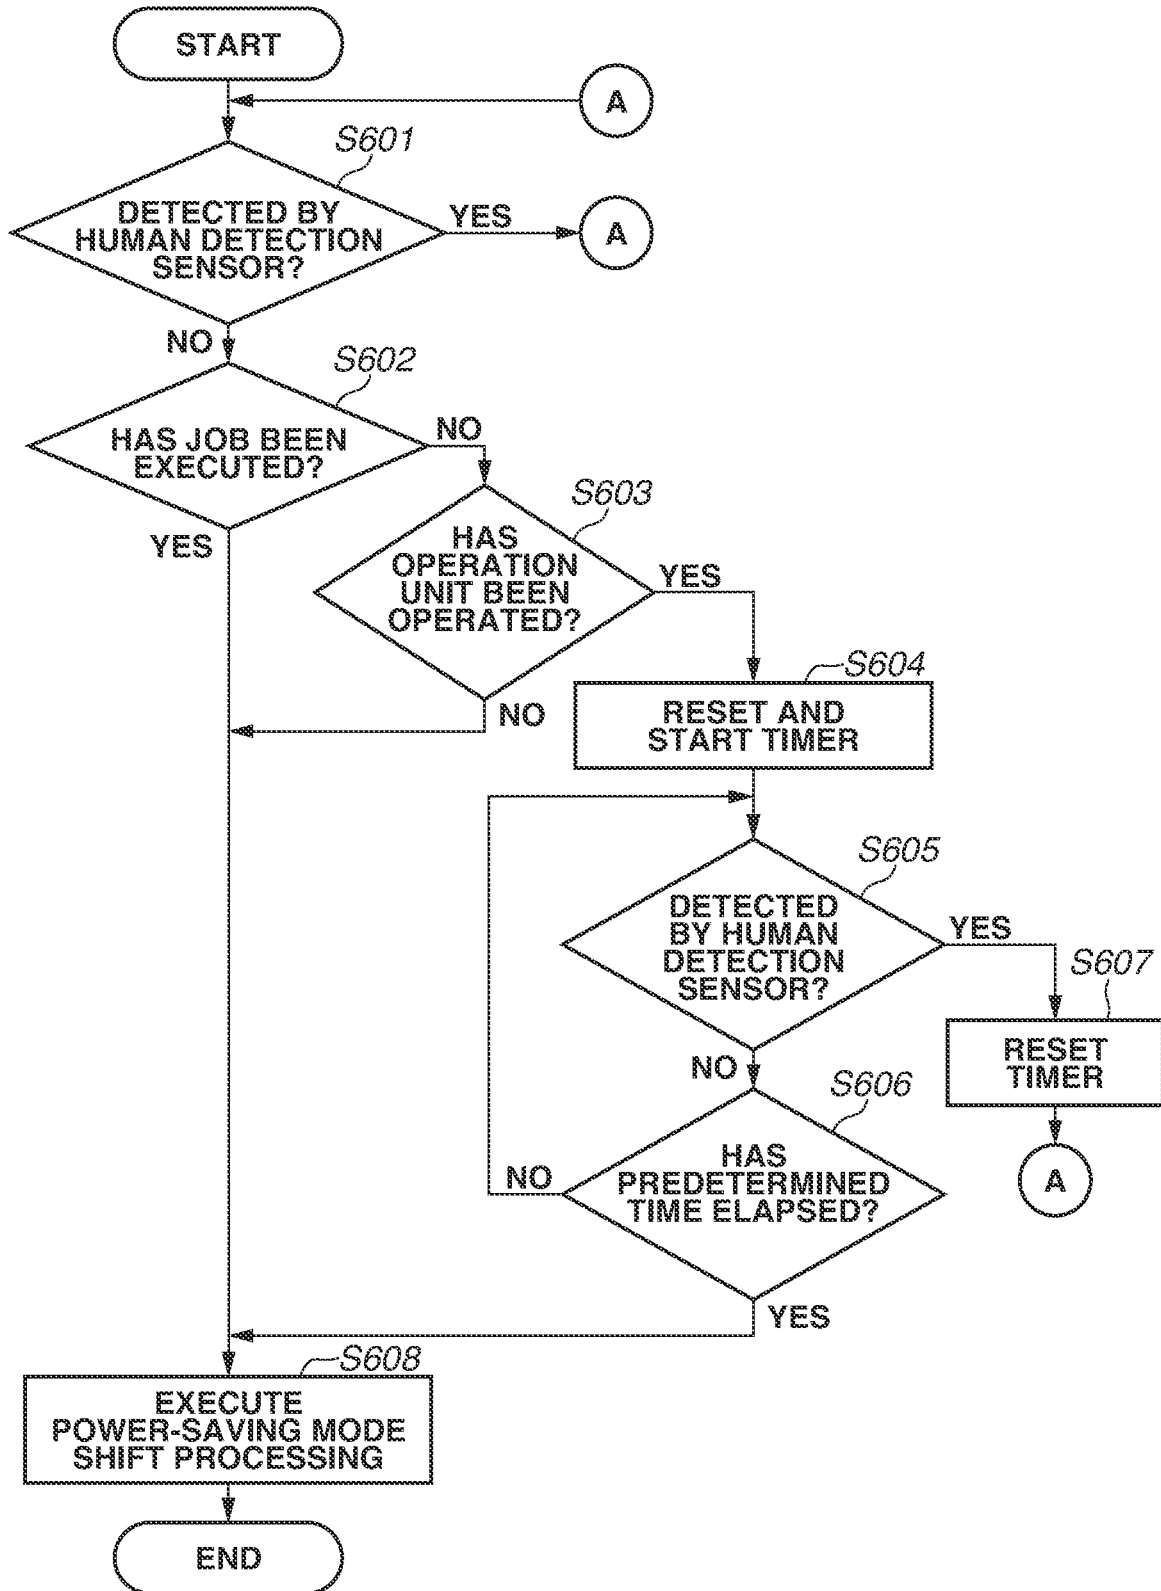 START
A
S601
DETECTED BY
HUMAN DETECTION
SENSOR?
YES
A
NO
S602
HAS JOB BEEN
EXECUTED?
NO
YES
S603
HAS
OPERATION
UNIT BEEN
OPERATED?
YES
NO
S604
RESET AND
START TIMER
S605
DETECTED
BY HUMAN
DETECTION
SENSOR?
YES
S607
RESET
TIMER
A
NO
S606
HAS
PREDETERMINED
TIME ELAPSED?
NO
YES
S608
EXECUTE
POWER-SAVING MODE
SHIFT PROCESSING
END